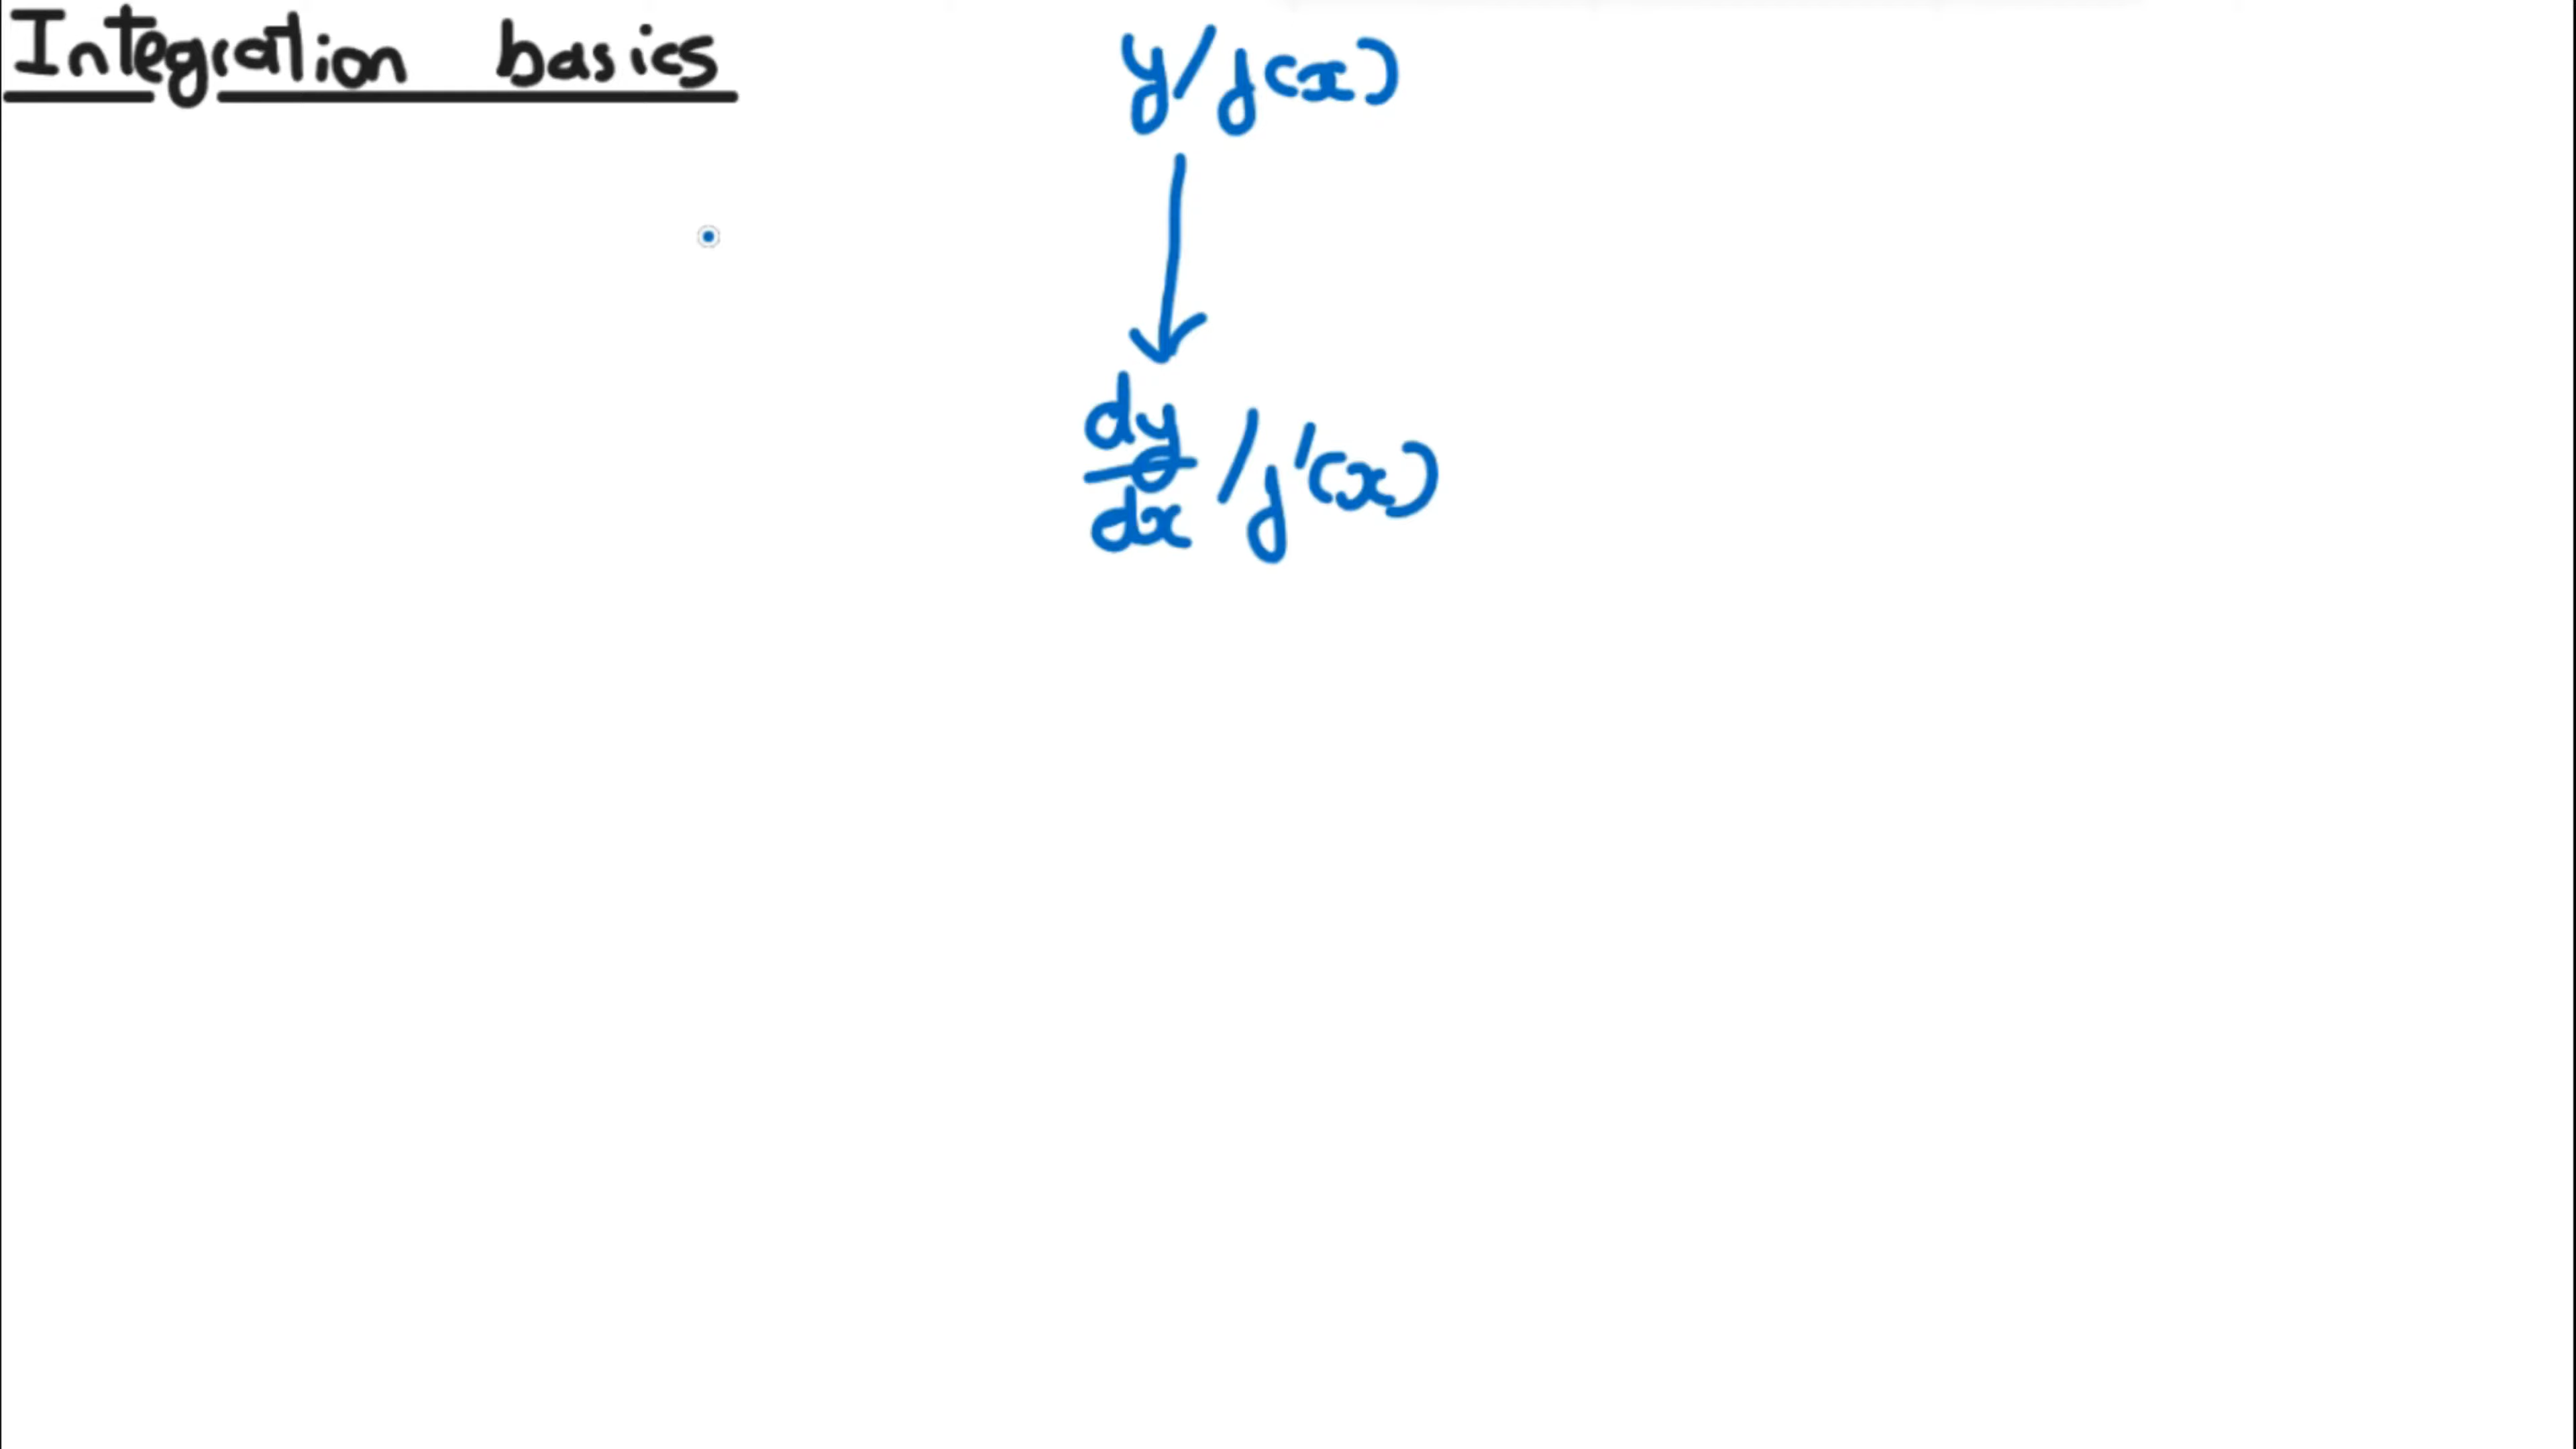 Integration basics
y/f(x)
dy/dx / f'(x)